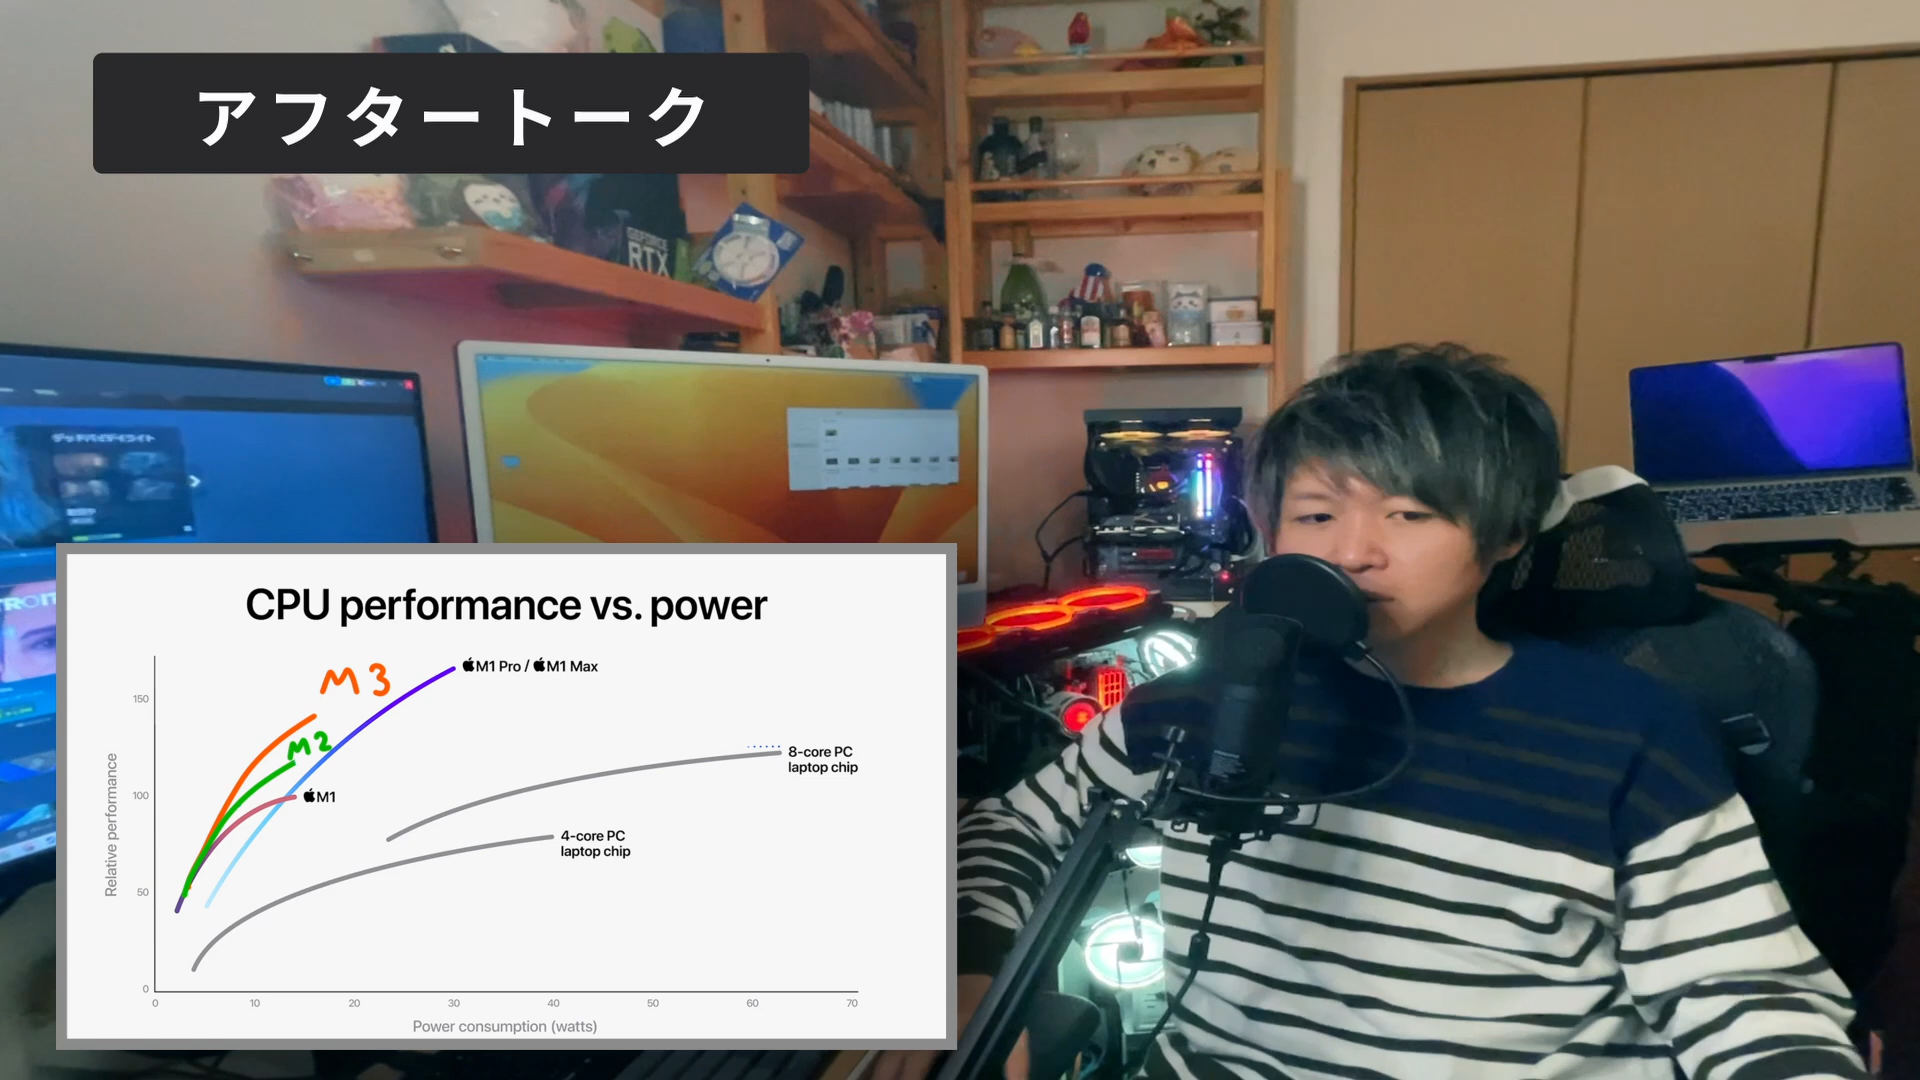 アフタートーク
GEFORCE
RTX
CPU performance vs. power
M3
M1 Pro / M1 Max
M2
M1
8-core PC
laptop chip
4-core PC
laptop chip
Relative performance
150
100
50
0
0 10 20 30 40 50 60 70
Power consumption (watts)